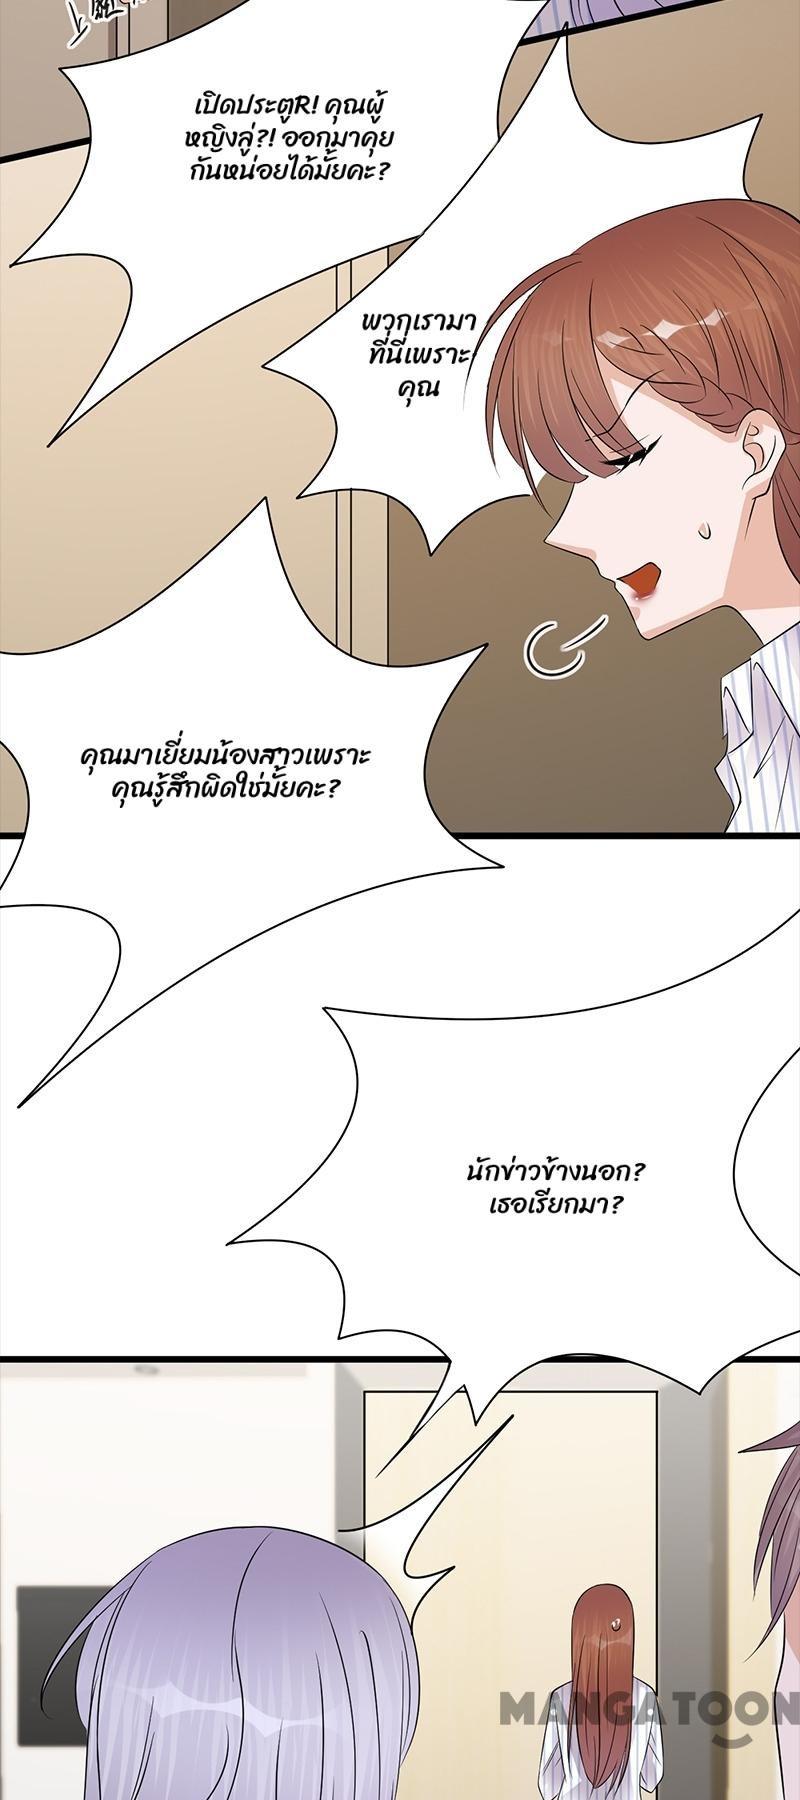 เปิดประตูR! คุณผู้
หญิงลู่?! ออกมาคุย
กันหน่อยได้มั้ยคะ?
พวกเรามา
ที่นี่เพราะ
คุณ
คุณมาเยี่ยมน้องสาวเพราะ
คุณรู้สึกผิดใช่มั้ยคะ?
นักข่าวข้างนอก?
เธอเรียกมา?
MANGATOON